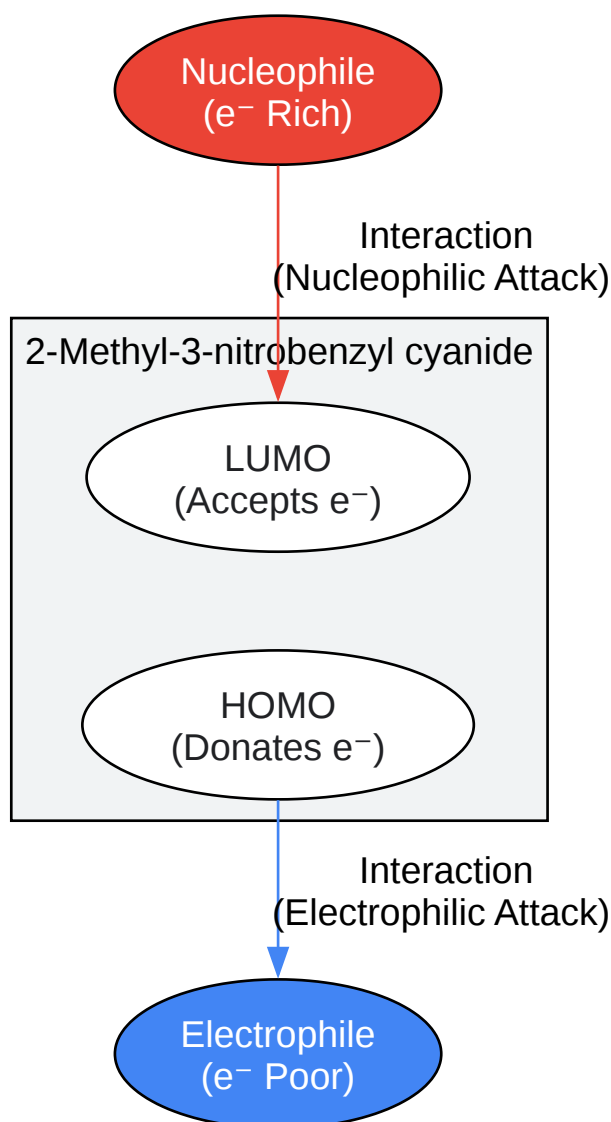 Nucleophile
(e⁻ Rich)
Interaction
(Nucleophilic Attack)
2-Methyl-3-nitrobenzyl cyanide
LUMO
(Accepts e⁻)
HOMO
(Donates e⁻)
Interaction
(Electrophilic Attack)
Electrophile
(e⁻ Poor)